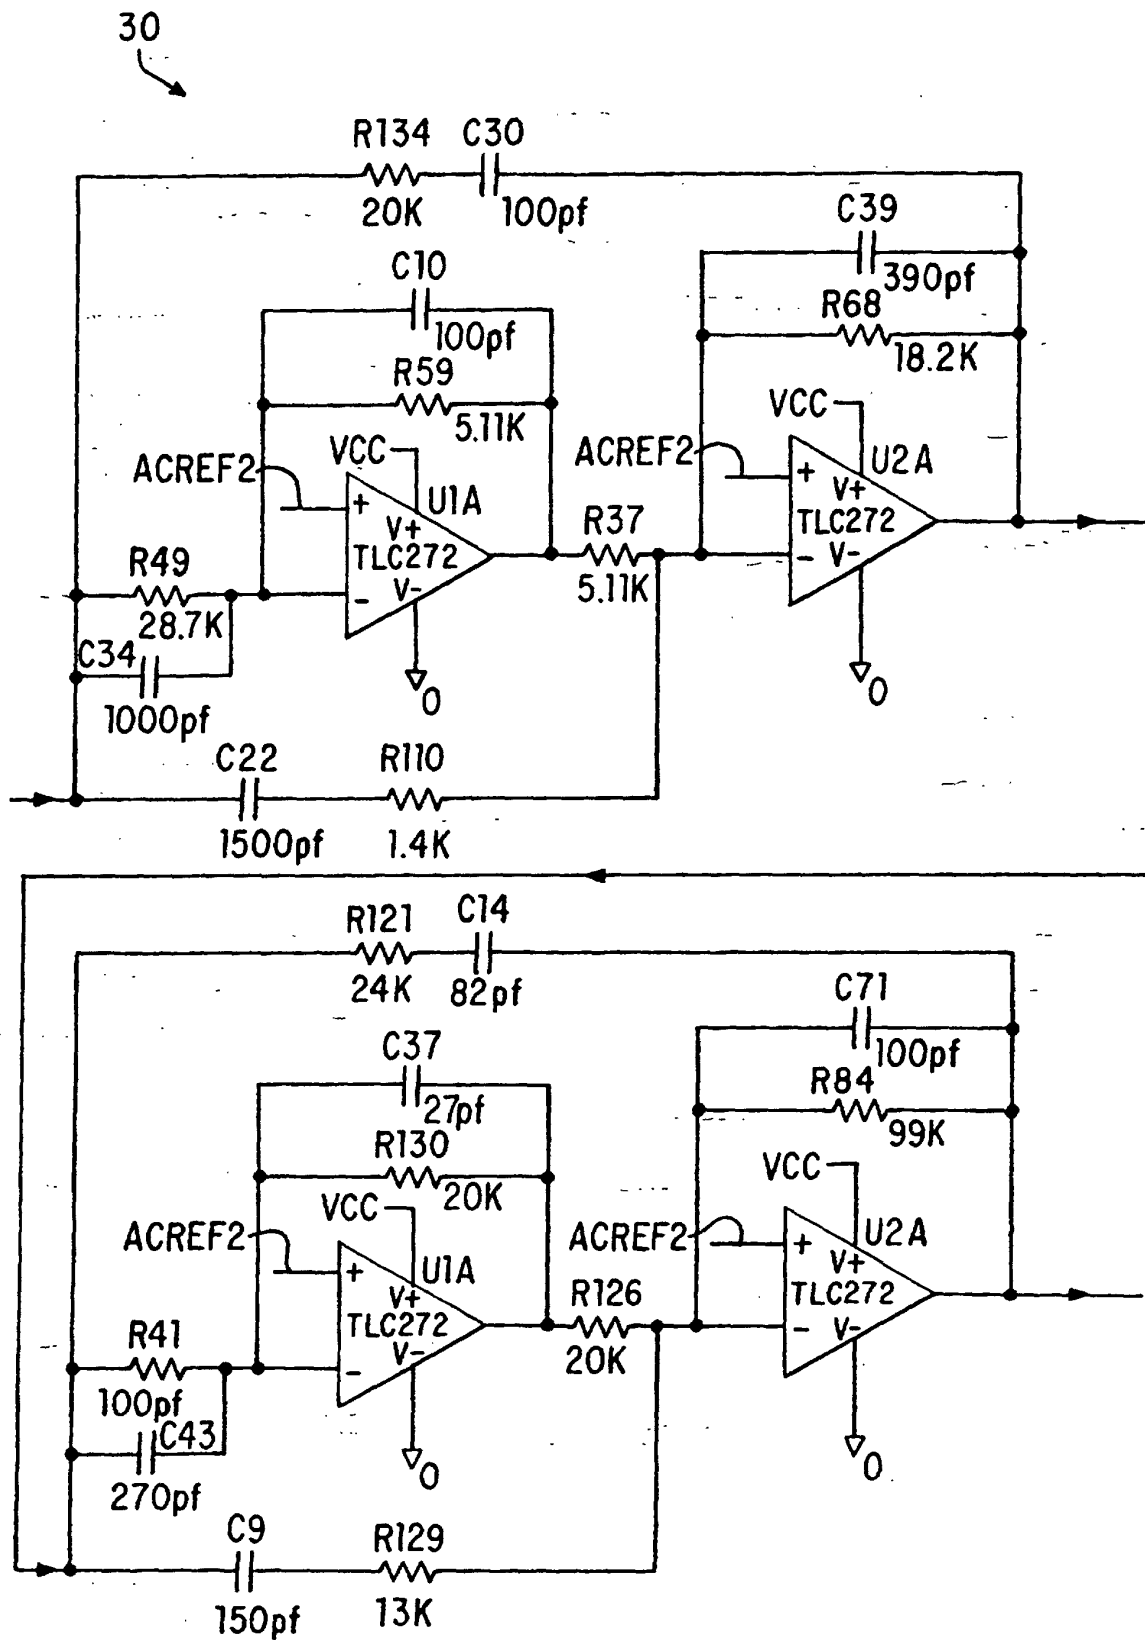 30
R134 C30
20K 100pf
C39
390pf
R68
18.2K
C10
100pf
R59
5.11K
VCC
ACREF2
+
U1A
V+
TLC272
V-
-
0
VCC
ACREF2
+
U2A
V+
TLC272
V-
-
0
R37
5.11K
R49
28.7K
C34
1000pf
C22 R110
1500pf 1.4K
R121 C14
24K 82pf
C71
100pf
R84
99K
C37
27pf
R130
20K
VCC
ACREF2
+
U1A
V+
TLC272
V-
-
0
VCC
ACREF2
+
U2A
V+
TLC272
V-
-
0
R126
20K
R41
100pf
C43
270pf
C9 R129
150pf 13K